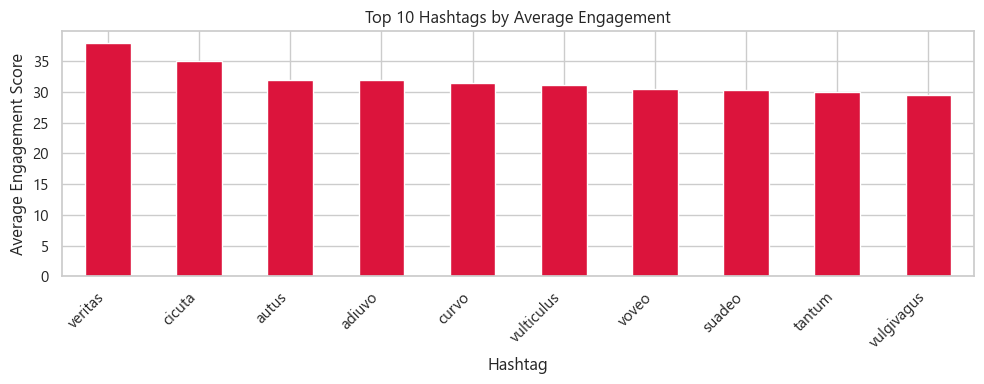 Top 10 Hashtags by Average Engagement
Average Engagement Score
35
30
25
20
15
10
5
0
veritas
cicuta
autus
adiuvo
curvo
vulticulus
voveo
suadeo
tantum
vulgivagus
Hashtag